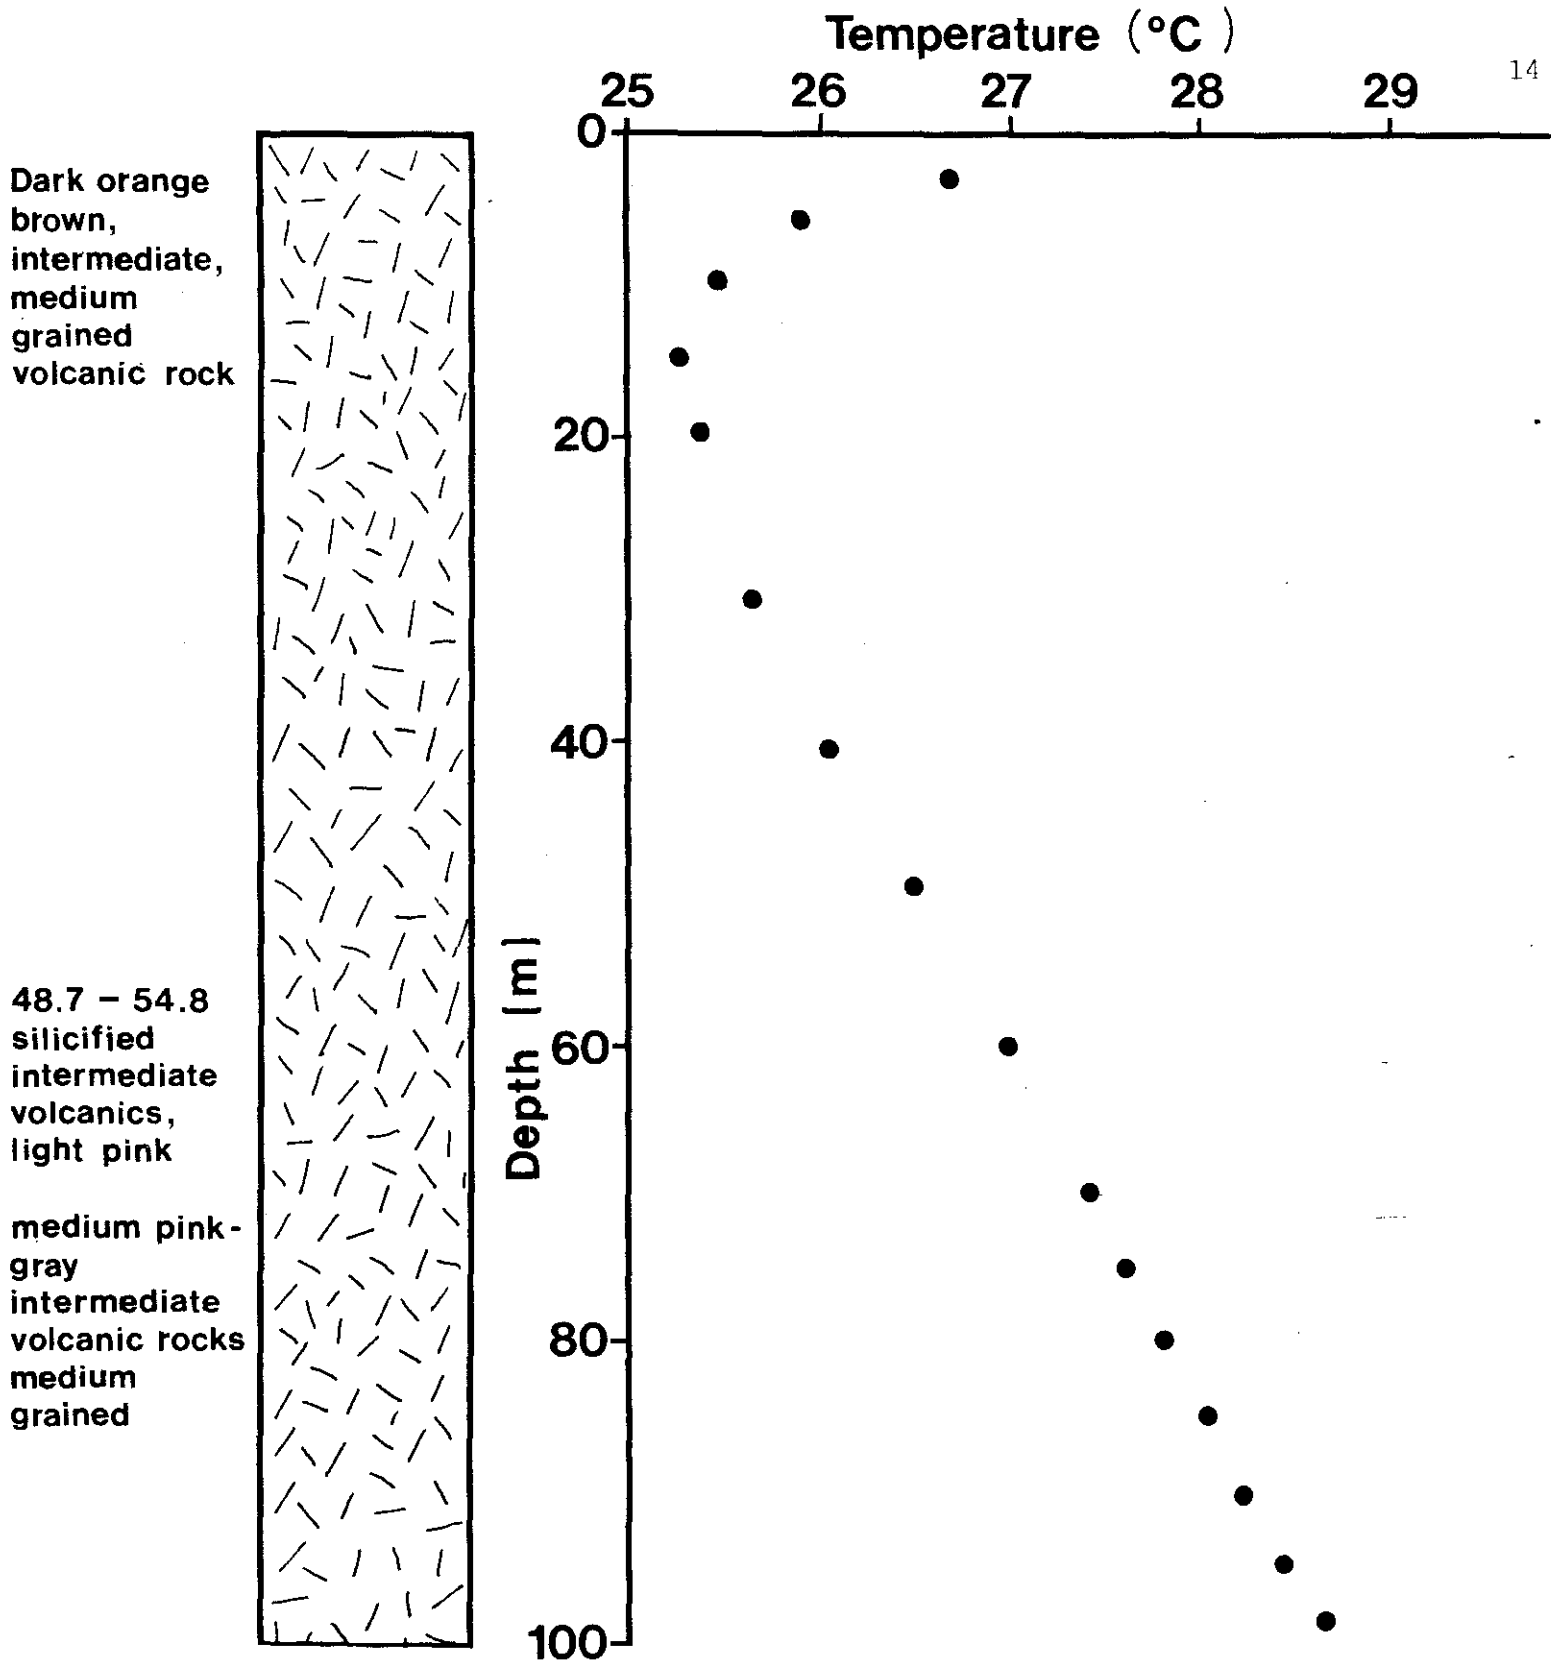 Temperature (°C )
14
25 26 27 28 29
0
Dark orange
brown,
intermediate,
medium
grained
volcanic rock
20
40
48.7 – 54.8
silicified
intermediate
volcanics,
light pink
Depth [m]
60
medium pink-
gray
intermediate
volcanic rocks
medium
grained
80
100